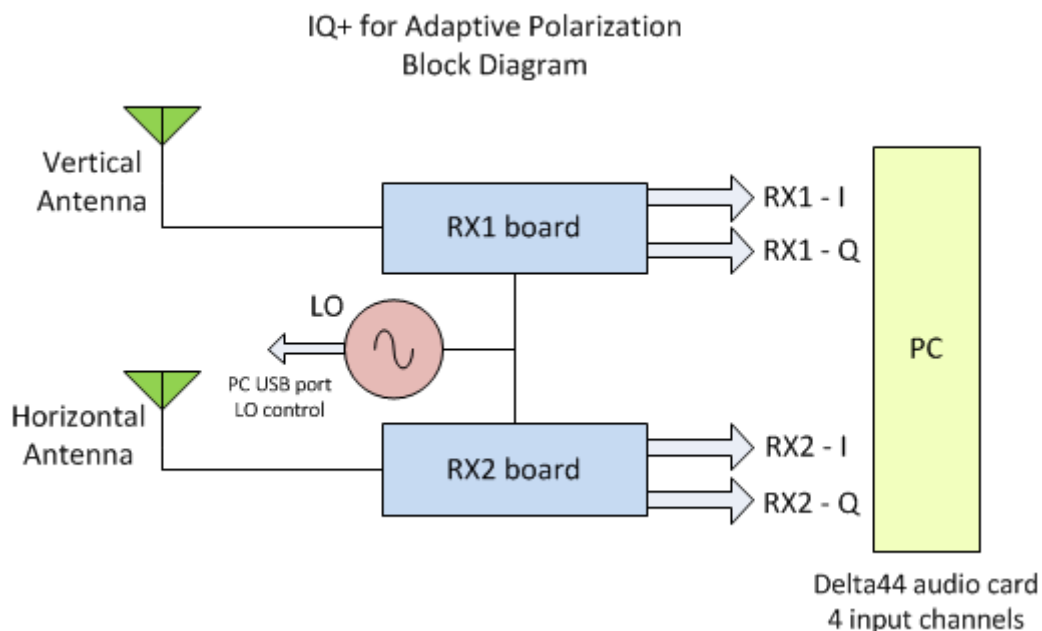 IQ+ for Adaptive Polarization
Block Diagram
Vertical
Antenna
RX1 board
RX1 - I
RX1 - Q
LO
PC USB port
LO control
PC
Horizontal
Antenna
RX2 board
RX2 - I
RX2 - Q
Delta44 audio card
4 input channels